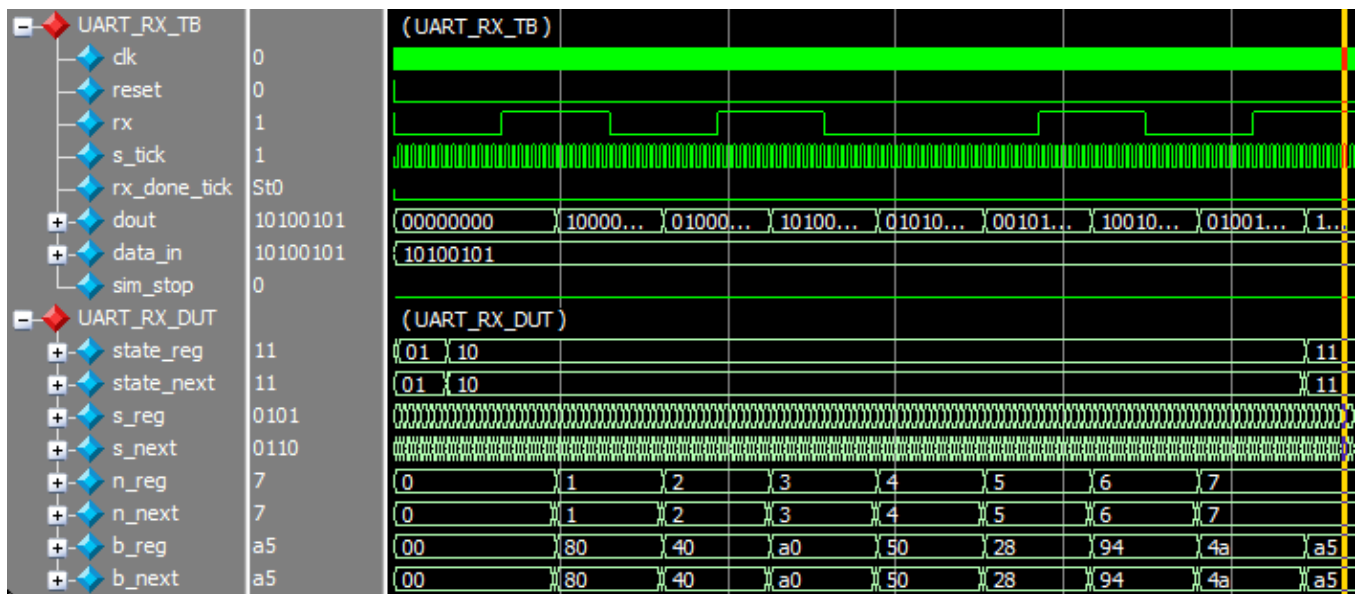 UART_RX_TB (UART_RX_TB)
clk 0
reset 0
rx 1
s_tick 1
rx_done_tick St0
dout 10100101 00000000 10000... 01000... 10100... 01010... 00101... 10010... 01001... 1...
data_in 10100101 10100101
sim_stop 0
UART_RX_DUT (UART_RX_DUT)
state_reg 11 01 10 11
state_next 11 01 10 11
s_reg 0101
s_next 0110
n_reg 7 0 1 2 3 4 5 6 7
n_next 7 0 1 2 3 4 5 6 7
b_reg a5 00 80 40 a0 50 28 94 4a a5
b_next a5 00 80 40 a0 50 28 94 4a a5